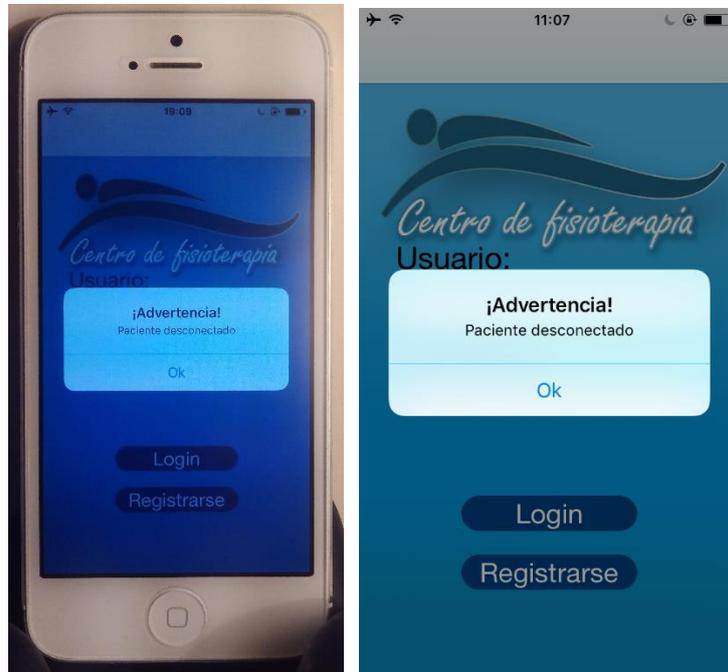 19:09
Centro de fisioterapia
Usuario:
¡Advertencia!
Paciente desconectado
Ok
Login
Registrarse
11:07
Centro de fisioterapia
Usuario:
¡Advertencia!
Paciente desconectado
Ok
Login
Registrarse